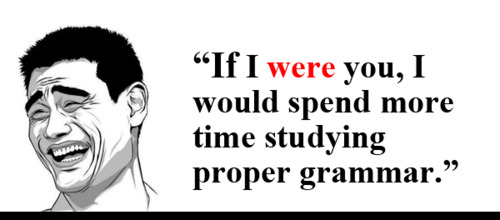 “If I were you, I
would spend more
time studying
proper grammar.”